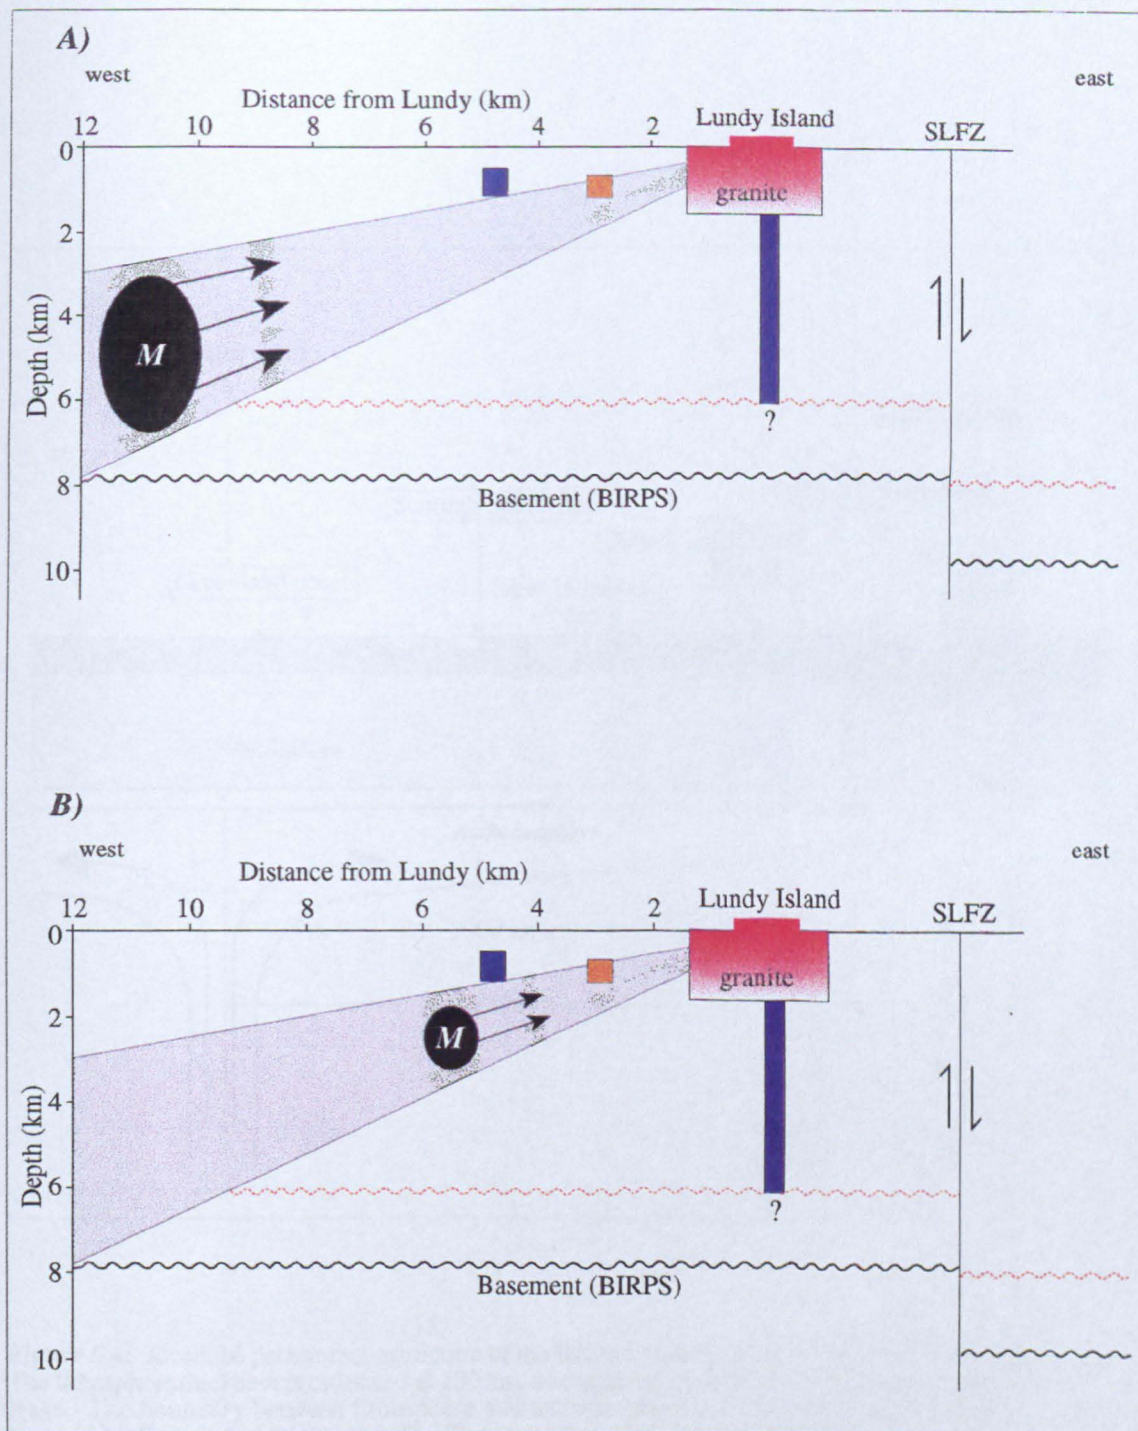 A)
west
east
Distance from Lundy (km)
Lundy Island
SLFZ
12 10 8 6 4 2
0
2
4
6
8
10
Depth (km)
granite
M
?
Basement (BIRPS)
B)
west
east
Distance from Lundy (km)
Lundy Island
SLFZ
12 10 8 6 4 2
0
2
4
6
8
10
Depth (km)
granite
M
?
Basement (BIRPS)